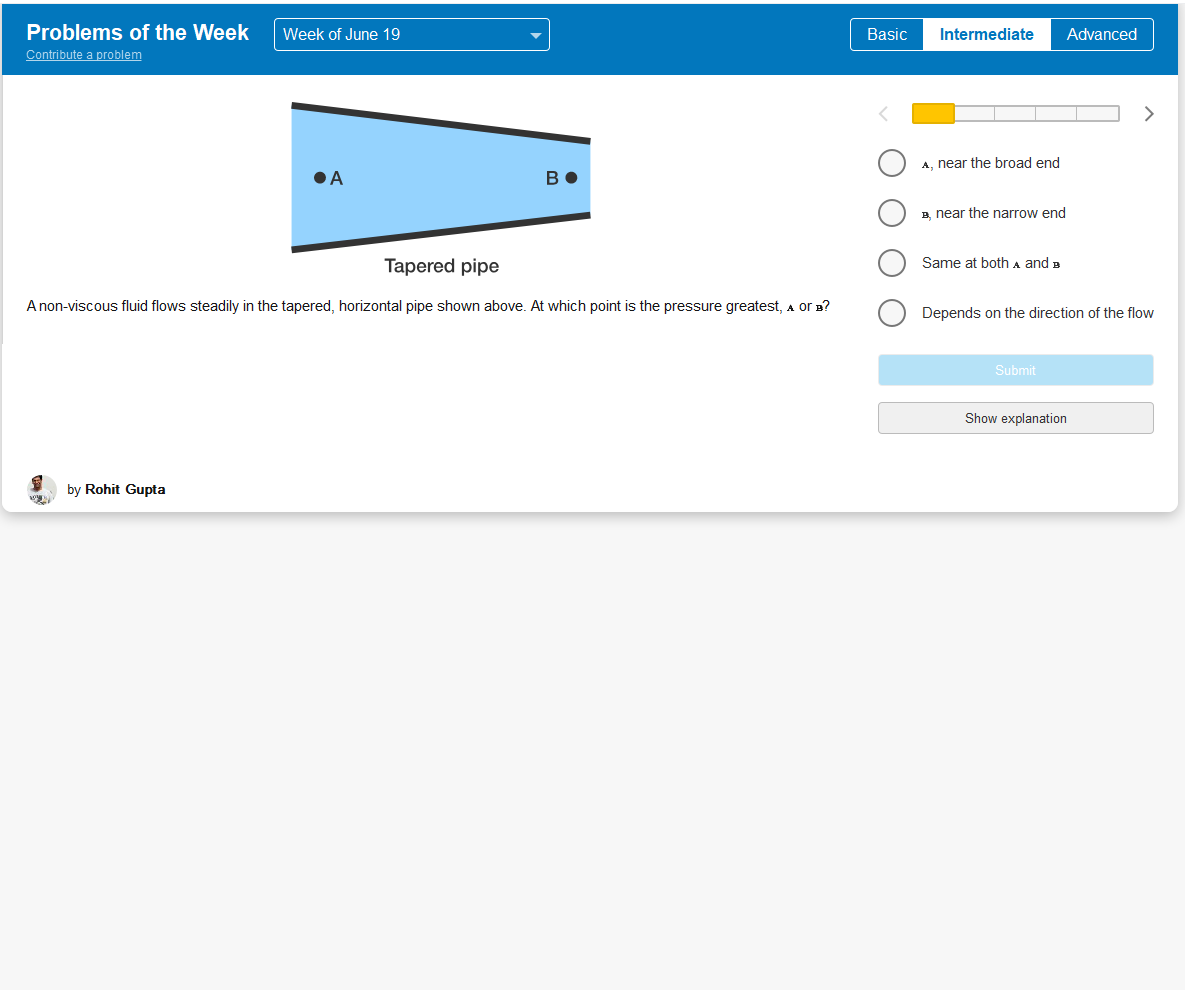 Problems of the Week
Contribute a problem
Week of June 19
Basic
Intermediate
Advanced
A
B
Tapered pipe
A non-viscous fluid flows steadily in the tapered, horizontal pipe shown above. At which point is the pressure greatest, A or B?
A, near the broad end
B, near the narrow end
Same at both A and B
Depends on the direction of the flow
Submit
Show explanation
by Rohit Gupta